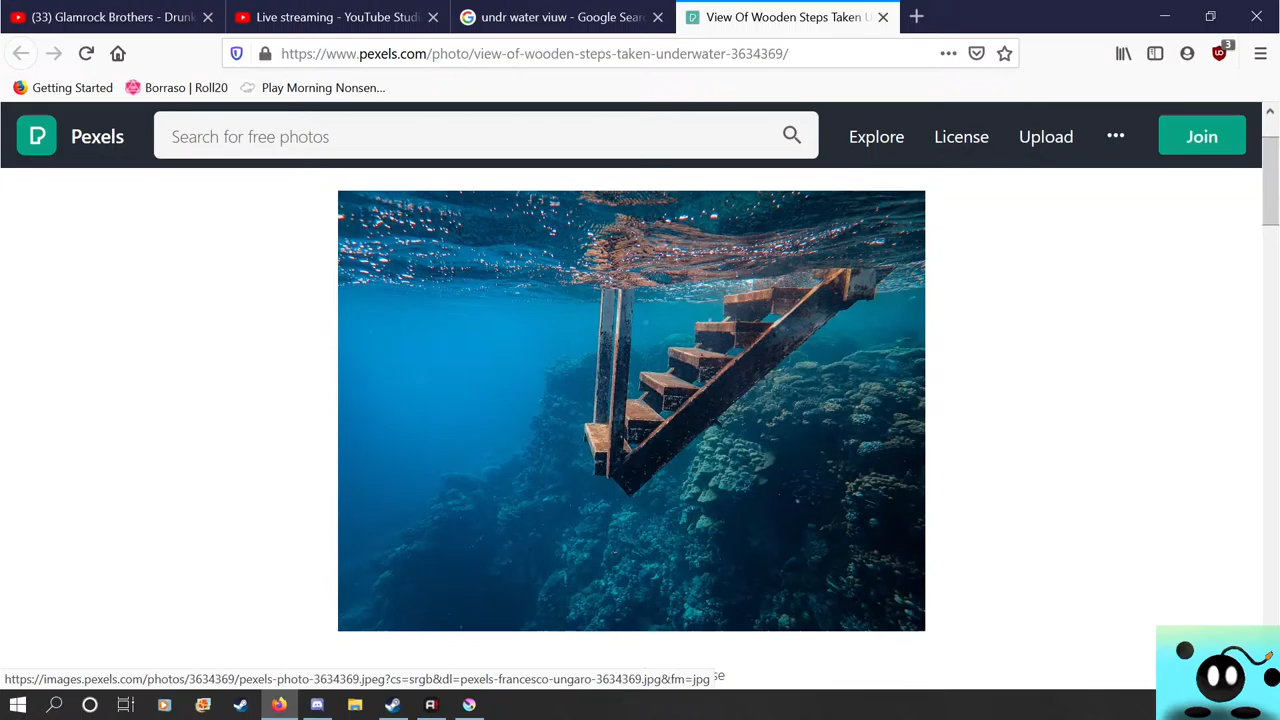 (33) Glamrock Brothers - Drunk
Live streaming - YouTube Studi
undr water viuw - Google Sear
View Of Wooden Steps Taken U
https://www.pexels.com/photo/view-of-wooden-steps-taken-underwater-3634369/
3
Getting Started
Borraso | Roll20
Play Morning Nonsen...
Pexels
Search for free photos
Explore
License
Upload
Join
https://images.pexels.com/photos/3634369/pexels-photo-3634369.jpeg?cs=srgb&dl=pexels-francesco-ungaro-3634369.jpg&fm=jpg
se